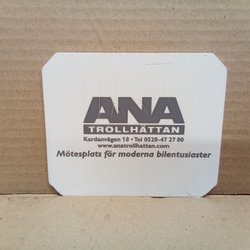 ANA
TROLLHÄTTAN
Kardanvägen 18 • Tel 0520-47 27 00
www.anatrollhattan.com
Mötesplats för moderna bilentusiaster